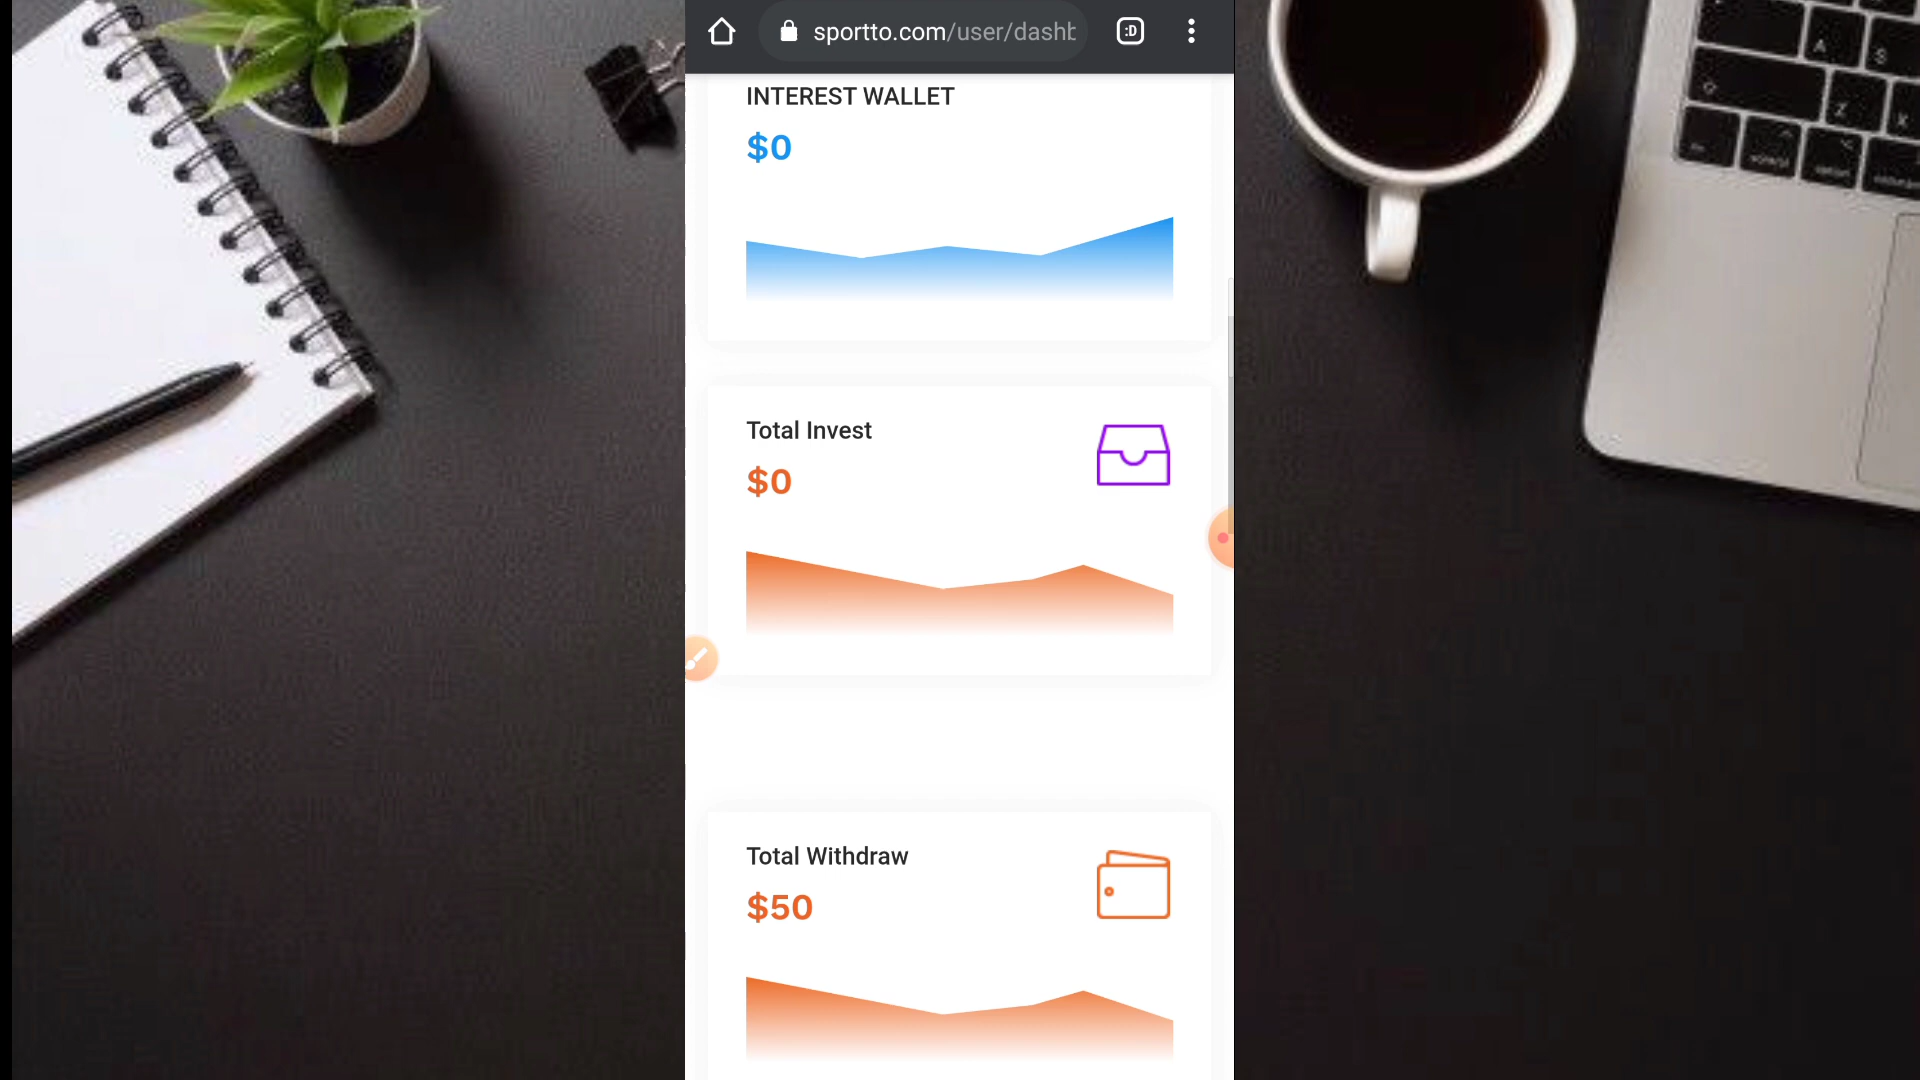 sportto.com/user/dashb
:D
INTEREST WALLET
$0
Total Invest
$0
Total Withdraw
$50
A
S
Z
X